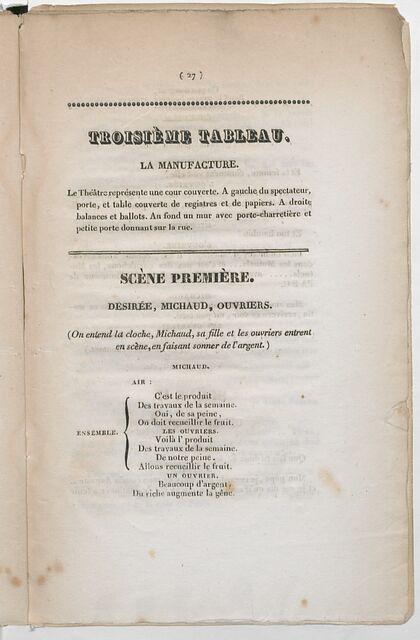 ( 27 )
TROISIÈME TABLEAU.
LA MANUFACTURE.
Le Théâtre représente une cour couverte. A gauche du spectateur,
porte, et table couverte de registres et de papiers. A droite
balances et ballots. Au fond un mur avec porte-charretière et
petite porte donnant sur la rue.
SCÈNE PREMIÈRE.
DESIRÉE, MICHAUD, OUVRIERS.
(On entend la cloche, Michaud, sa fille et les ouvriers entrent
en scène, en faisant sonner de l'argent.)
MICHAUD.
AIR :
C'est le produit
Des travaux de la semaine.
Oui, de sa peine,
On doit recueillir le fruit.
LES OUVRIERS.
ENSEMBLE.
Voilà l' produit
Des travaux de la semaine.
De notre peine,
Allons recueillir le fruit.
UN OUVRIER.
Beaucoup d'argent,
Du riche augmente la gêne.